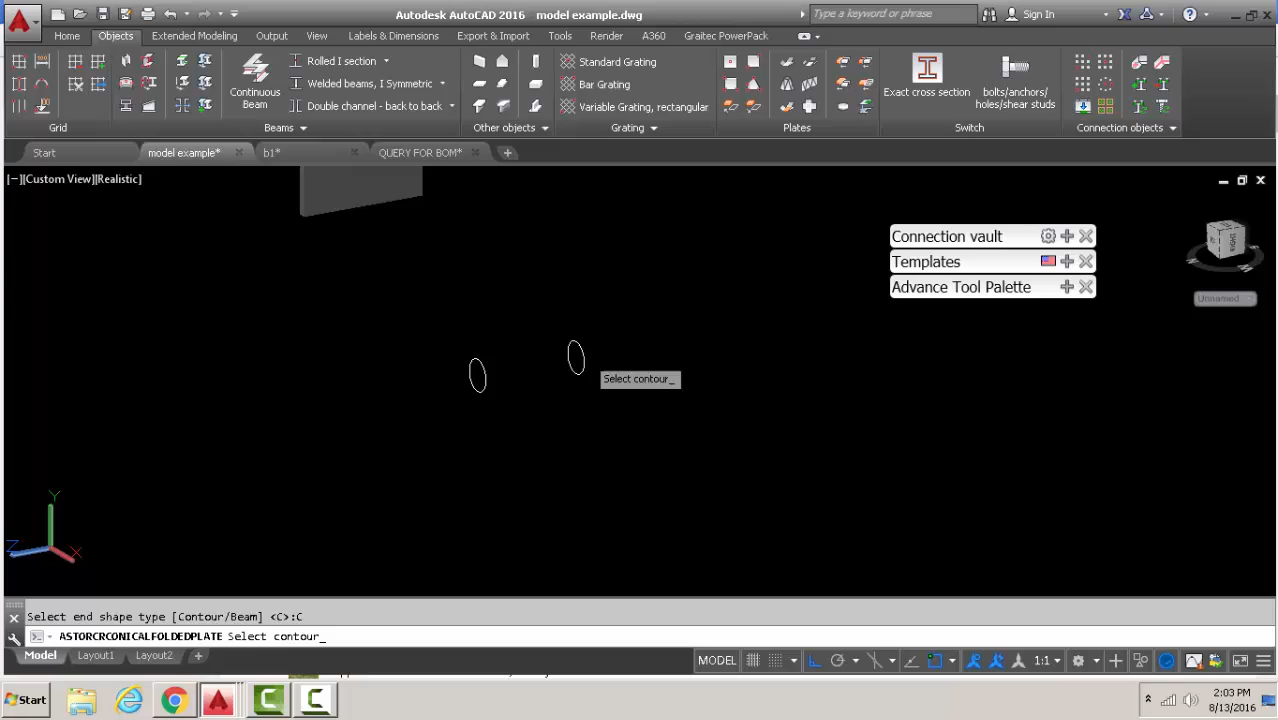 Autodesk AutoCAD 2016 model example.dwg
Type a keyword or phrase
Sign In
Home Objects Extended Modeling Output View Labels & Dimensions Export & Import Tools Render A360 Graitec PowerPack
Continuous Beam
Rolled I section
Welded beams, I Symmetric
Double channel - back to back
Standard Grating
Bar Grating
Variable Grating, rectangular
Exact cross section
bolts/anchors/
holes/shear studs
Grid
Beams
Other objects
Grating
Plates
Switch
Connection objects
Start
model example*
b1*
QUERY FOR BOM*
[−][Custom View][Realistic]
Connection vault
Templates
Advance Tool Palette
Unnamed
Select contour_
Y
Z
X
Select end shape type [Contour/Beam] <C>:C
ASTORCRCONICALFOLDEDPLATE Select contour_
Model Layout1 Layout2
MODEL
1:1
Start
2:03 PM
8/13/2016